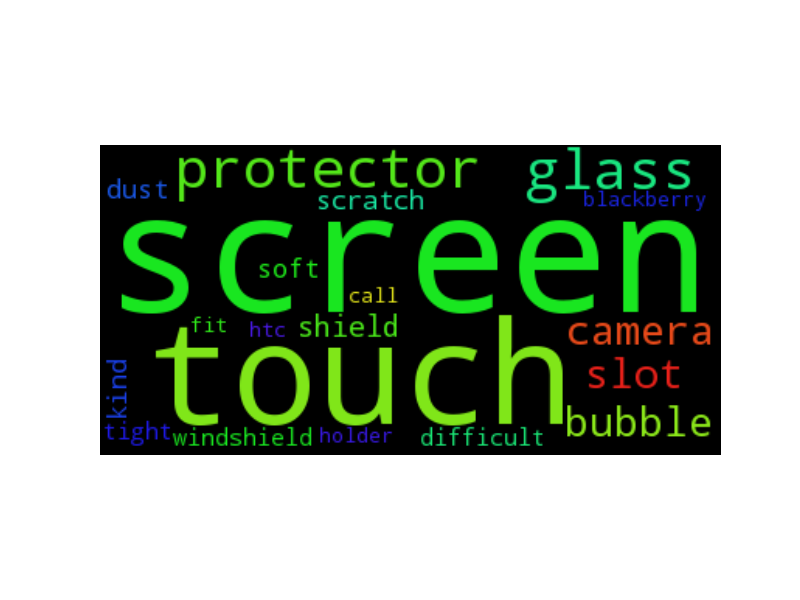 protector glass
dust scratch blackberry
screen
soft
call
fit htc shield camera
touch
slot
kind
bubble
tight windshield holder difficult